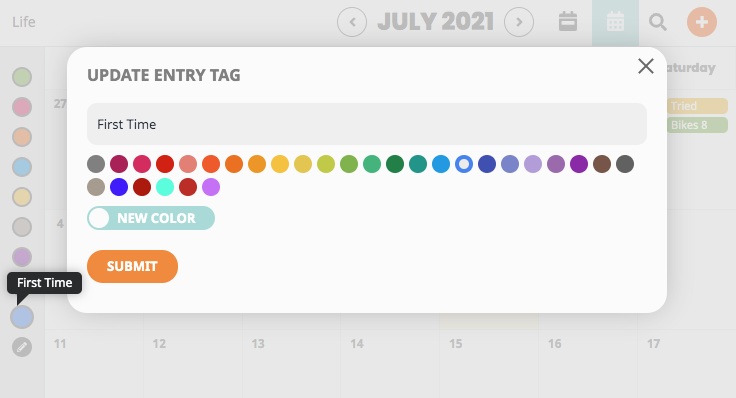 Life
JULY 2021
UPDATE ENTRY TAG
aturday
27
First Time
Tried
Bikes 8
NEW COLOR
4
SUBMIT
First Time
11 12 13 14 15 16 17